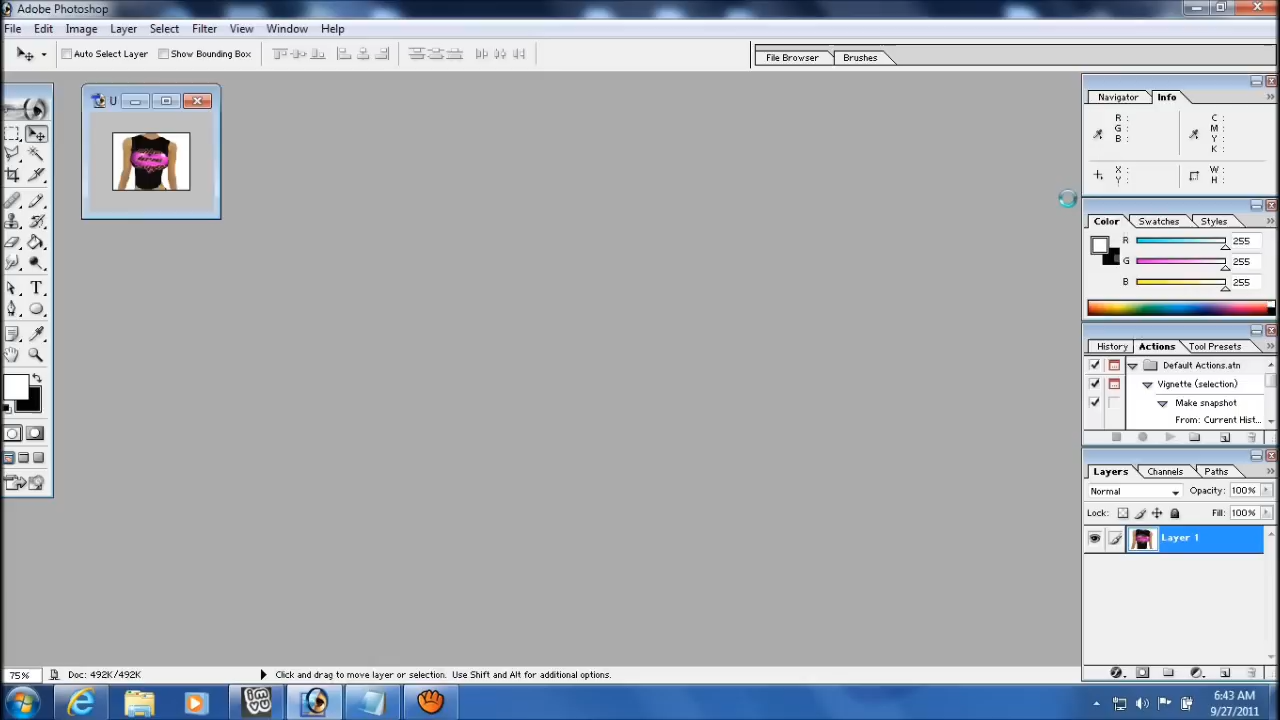 Adobe Photoshop
File Edit Image Layer Select Filter View Window Help
Auto Select Layer Show Bounding Box File Browser Brushes
U
Navigator Info
R : C :
G : M :
B : Y :
K :
X : W :
Y : H :
Color Swatches Styles
R 255
G 255
B 255
T
History Actions Tool Presets
Default Actions.atn
Vignette (selection)
Make snapshot
From: Current Hist...
Layers Channels Paths
Normal Opacity: 100%
Lock: Fill: 100%
Layer 1
75% Doc: 492K/492K Click and drag to move layer or selection. Use Shift and Alt for additional options.
imvu
6:43 AM
9/27/2011